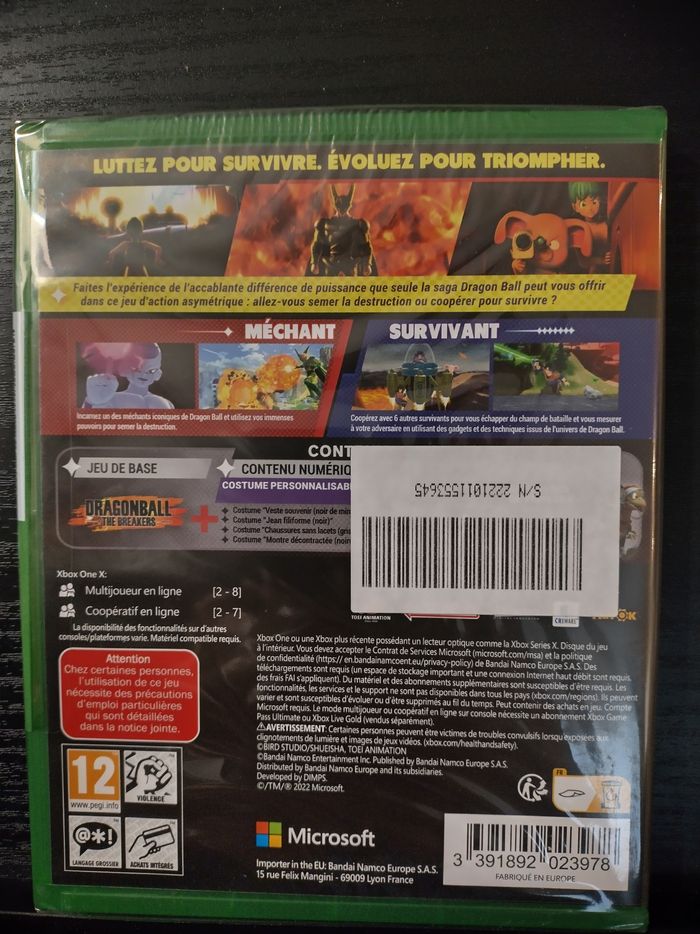 LUTTEZ POUR SURVIVRE. ÉVOLUEZ POUR TRIOMPHER.
Faites l'expérience de l'accablante différence de puissance que seule la saga Dragon Ball peut vous offrir
dans ce jeu d'action asymétrique : allez-vous semer la destruction ou coopérer pour survivre ?
MÉCHANT
Incarnez un des méchants iconiques de Dragon Ball et utilisez vos immenses
pouvoirs pour semer la destruction.
SURVIVANT
Coopérez avec 6 autres survivants pour vous échapper du champ de bataille et vous mesurer
à votre adversaire en utilisant des gadgets et des techniques issus de l'univers de Dragon Ball.
CONT
JEU DE BASE
DRAGONBALL
THE BREAKERS
+
CONTENU NUMÉRIQ
COSTUME PERSONNALISAB
Costume "Veste souvenir (noir de min
Costume "Jean filiforme (noir)"
Costume "Chaussures sans lacets (gris
Costume "Montre décontractée (noir
S/N 2221011553645
TOEI ANIMATION
CRIWARE
Xbox One X:
Multijoueur en ligne [2 - 8]
Coopératif en ligne [2 - 7]
La disponibilité des fonctionnalités sur d'autres
consoles/plateformes varie. Matériel compatible requis.
Attention
Chez certaines personnes,
l'utilisation de ce jeu
nécessite des précautions
d'emploi particulières
qui sont détaillées
dans la notice jointe.
Xbox One ou une Xbox plus récente possédant un lecteur optique comme la Xbox Series X. Disque du jeu
à l'intérieur. Vous devez accepter le Contrat de Services Microsoft (microsoft.com/msa) et la politique
de confidentialité (https://en.bandainamcoent.eu/privacy-policy) de Bandai Namco Europe S.A.S. Des
téléchargements sont requis (un espace de stockage important et une connexion Internet haut débit sont requis,
des frais FAI s'appliquent). Du matériel et des abonnements supplémentaires sont susceptibles d'être requis. Les
fonctionnalités, les services et le support ne sont pas disponibles dans tous les pays (xbox.com/regions). Ils peuvent
varier et sont susceptibles d'évoluer ou d'être supprimés au fil du temps. Peut contenir des achats en jeu. Compte
Microsoft requis. Le mode multijoueur ou coopératif en ligne sur console nécessite un abonnement Xbox Game
Pass Ultimate ou Xbox Live Gold (vendus séparément).
AVERTISSEMENT: Certaines personnes peuvent être victimes de troubles convulsifs lorsqu'exposées aux
clignotements de lumière et images de jeux vidéos. (xbox.com/healthandsafety).
©BIRD STUDIO/SHUEISHA, TOEI ANIMATION
©Bandai Namco Entertainment Inc. Published by Bandai Namco Europe S.A.S.
Distributed by Bandai Namco Europe and its subsidiaries.
Developed by DIMPS.
©/TM/® 2022 Microsoft.
12
www.pegi.info
VIOLENCE
@*!
LANGAGE GROSSIER
ACHATS INTÉGRÉS
FR
Microsoft
Importer in the EU: Bandai Namco Europe S.A.S.
15 rue Felix Mangini - 69009 Lyon France
3 391892 023978
FABRIQUÉ EN EUROPE